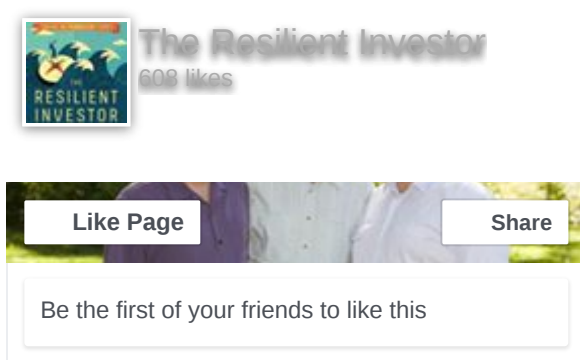 The Resilient Investor
608 likes
THE
RESILIENT
INVESTOR
Like Page
Share
Be the first of your friends to like this